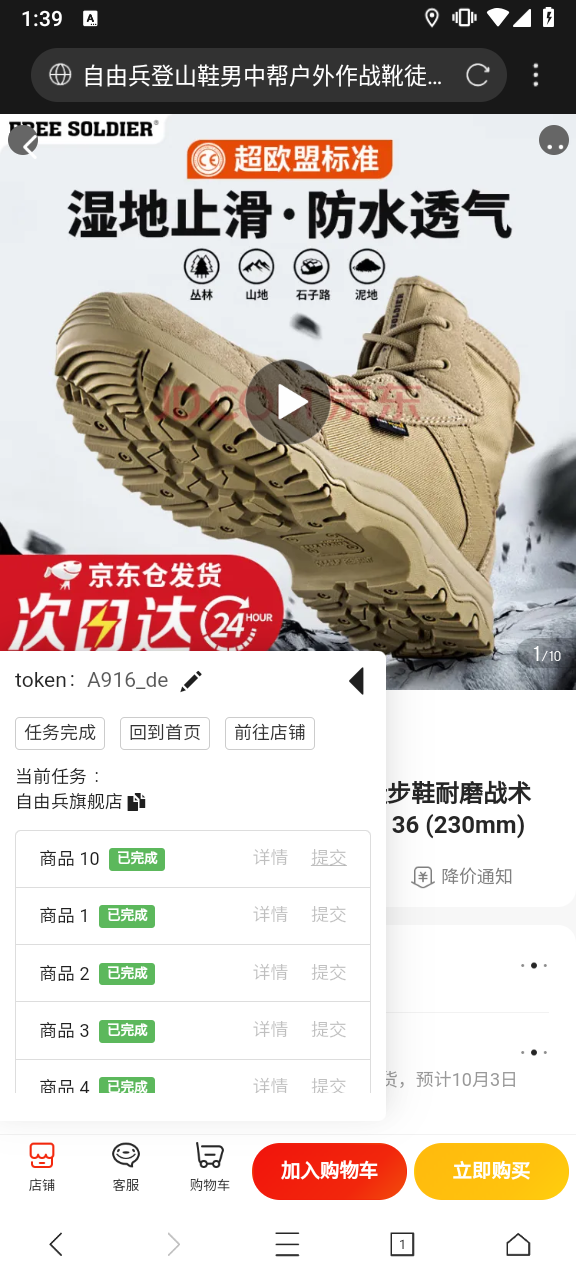 1:39
A
自由兵登山鞋男中帮户外作战靴徒...
FREE SOLDIER®
CE 超欧盟标准
湿地止滑·防水透气
丛林 山地 石子路 泥地
SOLDIER
JD.COM 京东
京东仓发货
次日达 24 HOUR
1/10
token： A916_de
任务完成 回到首页 前往店铺
步鞋耐磨战术
36 (230mm)
当前任务：
自由兵旗舰店
降价通知
商品 10 已完成 详情 提交
商品 1 已完成 详情 提交
商品 2 已完成 详情 提交
商品 3 已完成 详情 提交
商品 4 已完成 详情 提交
货，预计10月3日
店铺 客服 购物车 加入购物车 立即购买
1